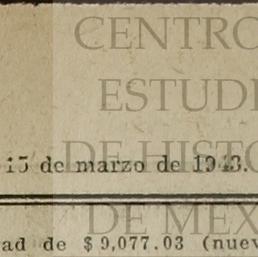 CENTRO
ESTUDI
DE HISTO
15 de marzo de 1943.
DE MEX
ad de $9,077.03 (nuev